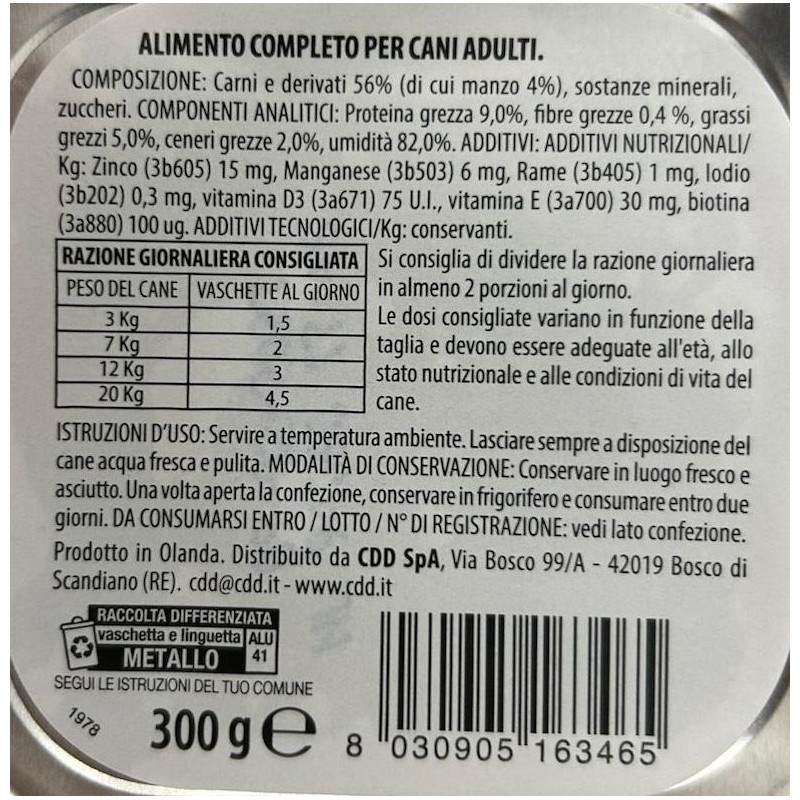 ALIMENTO COMPLETO PER CANI ADULTI.
COMPOSIZIONE: Carni e derivati 56% (di cui manzo 4%), sostanze minerali,
zuccheri. COMPONENTI ANALITICI: Proteina grezza 9,0%, fibre grezze 0,4 %, grassi
grezzi 5,0%, ceneri grezze 2,0%, umidità 82,0%. ADDITIVI: ADDITIVI NUTRIZIONALI/
Kg: Zinco (3b605) 15 mg, Manganese (3b503) 6 mg, Rame (3b405) 1 mg, Iodio
(3b202) 0,3 mg, vitamina D3 (3a671) 75 U.I., vitamina E (3a700) 30 mg, biotina
(3a880) 100 ug. ADDITIVI TECNOLOGICI/Kg: conservanti.
RAZIONE GIORNALIERA CONSIGLIATA
PESO DEL CANE VASCHETTE AL GIORNO
3 Kg 1,5
7 Kg 2
12 Kg 3
20 Kg 4,5
Si consiglia di dividere la razione giornaliera
in almeno 2 porzioni al giorno.
Le dosi consigliate variano in funzione della
taglia e devono essere adeguate all'età, allo
stato nutrizionale e alle condizioni di vita del
cane.
ISTRUZIONI D'USO: Servire a temperatura ambiente. Lasciare sempre a disposizione del
cane acqua fresca e pulita. MODALITÀ DI CONSERVAZIONE: Conservare in luogo fresco e
asciutto. Una volta aperta la confezione, conservare in frigorifero e consumare entro due
giorni. DA CONSUMARSI ENTRO / LOTTO / N° DI REGISTRAZIONE: vedi lato confezione.
Prodotto in Olanda. Distribuito da CDD SpA, Via Bosco 99/A - 42019 Bosco di
Scandiano (RE). cdd@cdd.it - www.cdd.it
RACCOLTA DIFFERENZIATA
vaschetta e linguetta ALU
METALLO 41
SEGUI LE ISTRUZIONI DEL TUO COMUNE
1978
300 g e
8 030905 163465